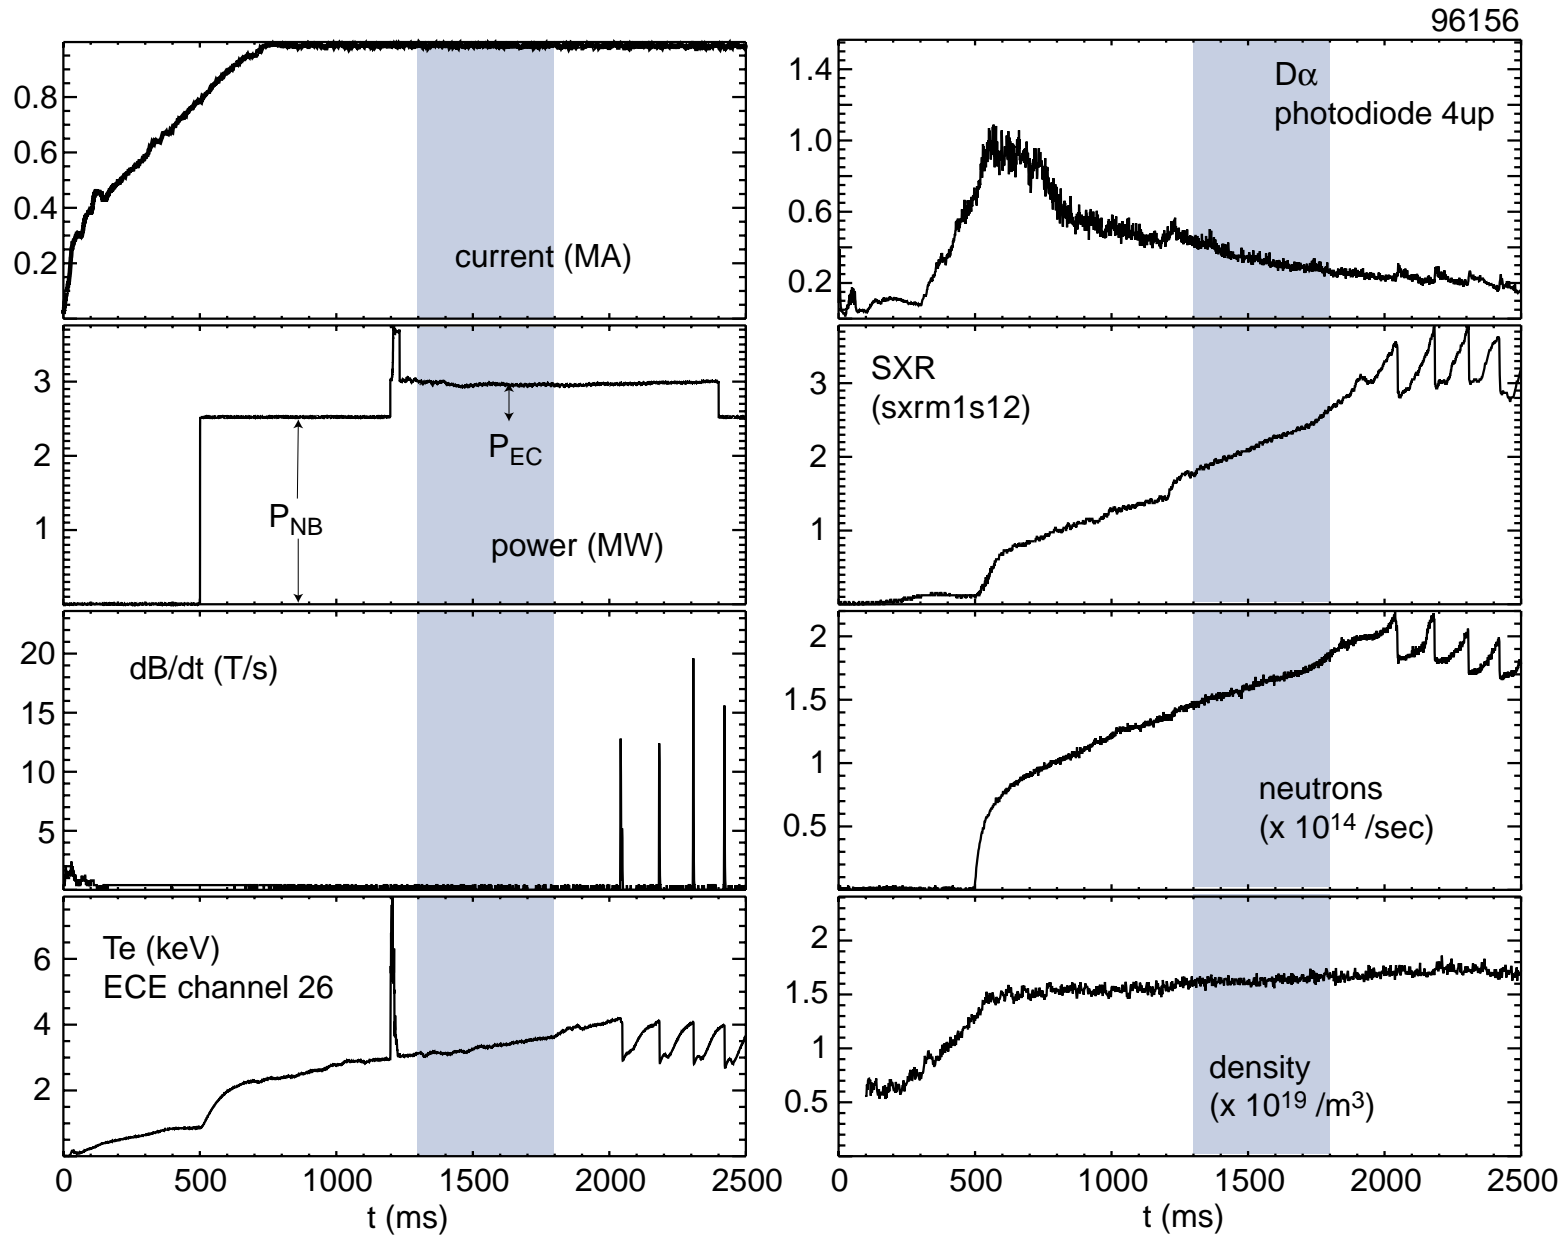 96156
0.8
0.6
0.4
0.2
current (MA)
3
2
1
P_EC
P_NB
power (MW)
20
15
10
5
dB/dt (T/s)
6
4
2
Te (keV)
ECE channel 26
0 500 1000 1500 2000 2500
t (ms)
1.4
1.0
0.6
0.2
Dα
photodiode 4up
3
2
1
SXR
(sxrm1s12)
2
1.5
1
0.5
neutrons
(x 10^14 /sec)
2
1.5
1
0.5
density
(x 10^19 /m^3)
0 500 1000 1500 2000 2500
t (ms)